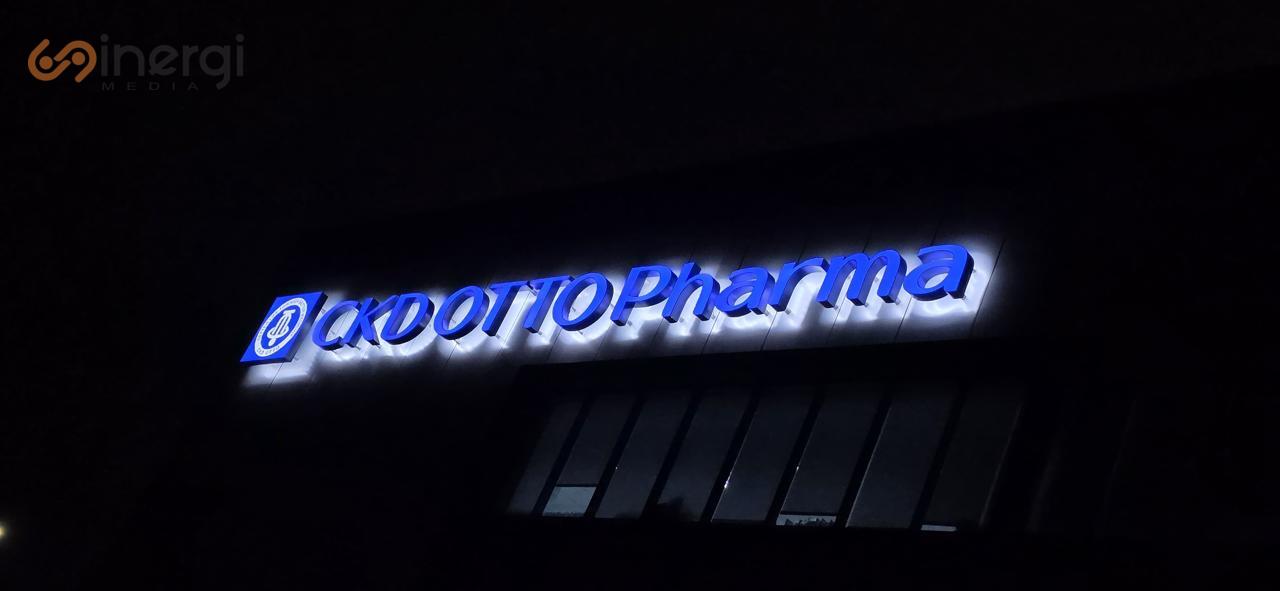 inergi
MEDIA
CKD OTTO Pharma